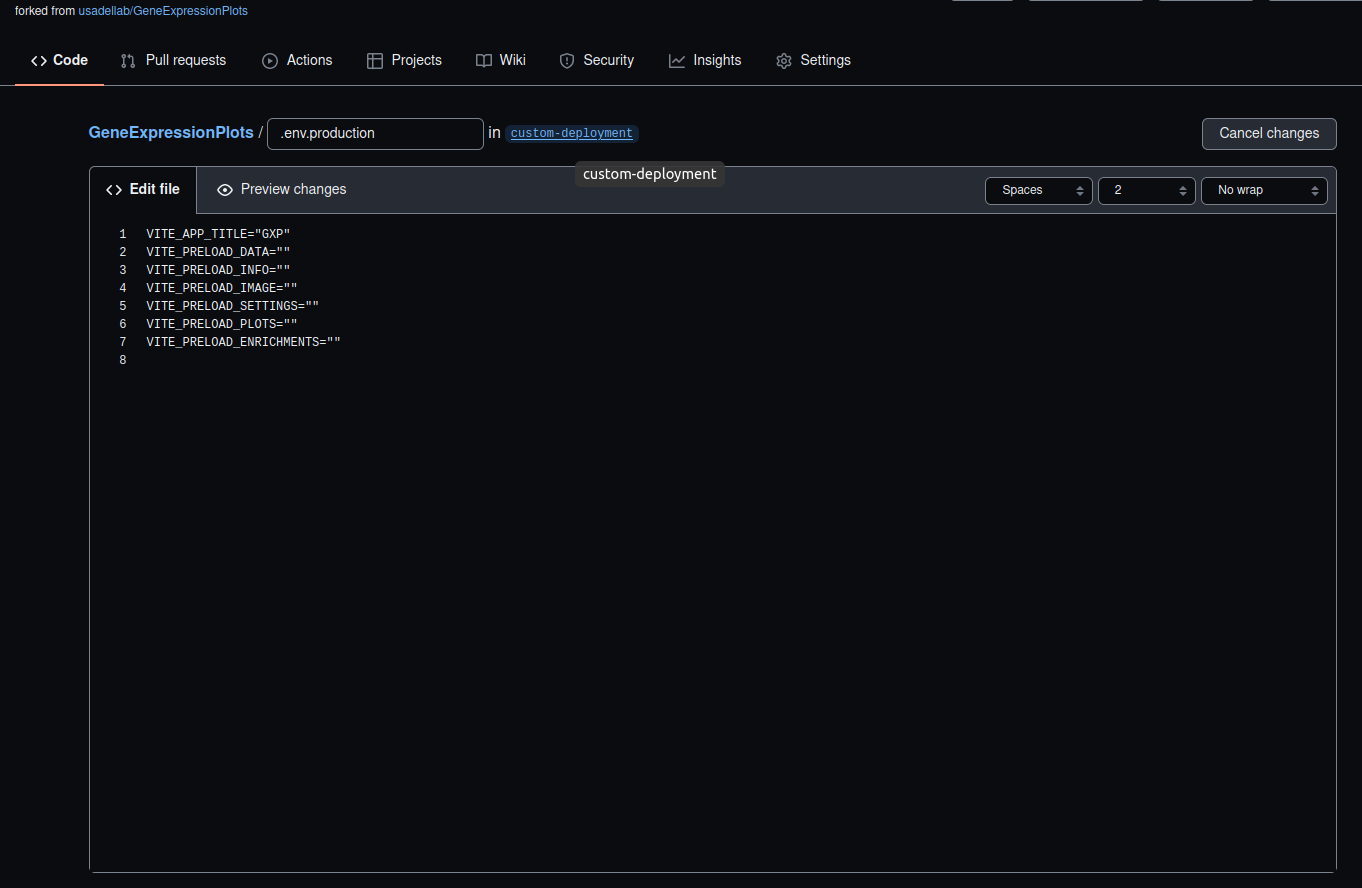 forked from usadellab/GeneExpressionPlots
Code Pull requests Actions Projects Wiki Security Insights Settings
GeneExpressionPlots / .env.production in custom-deployment Cancel changes
custom-deployment
Edit file Preview changes Spaces 2 No wrap
1 VITE_APP_TITLE="GXP"
2 VITE_PRELOAD_DATA=""
3 VITE_PRELOAD_INFO=""
4 VITE_PRELOAD_IMAGE=""
5 VITE_PRELOAD_SETTINGS=""
6 VITE_PRELOAD_PLOTS=""
7 VITE_PRELOAD_ENRICHMENTS=""
8